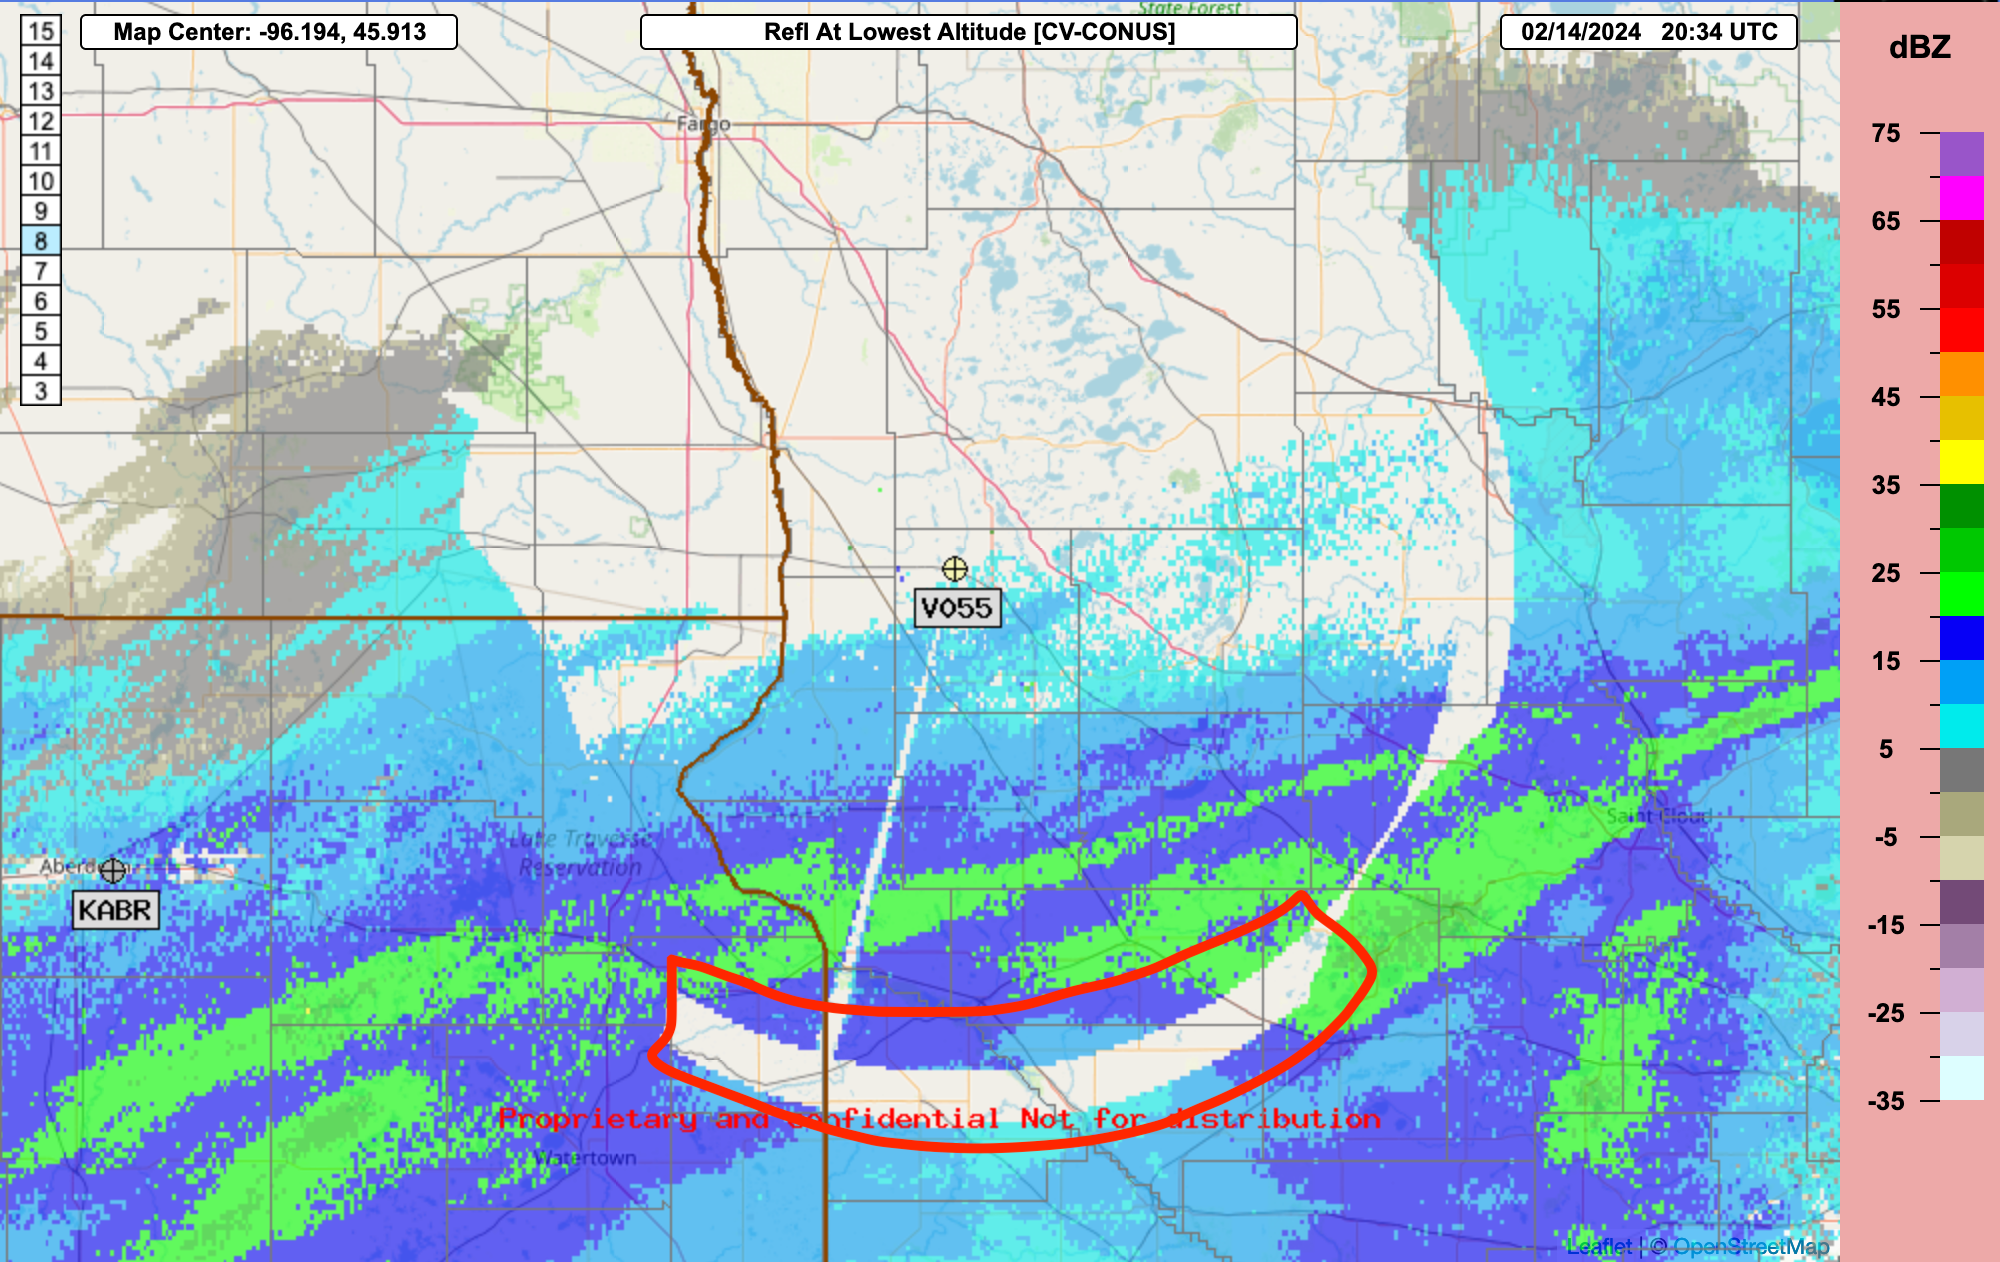 State Forest
Map Center: -96.194, 45.913
Refl At Lowest Altitude [CV-CONUS]
02/14/2024 20:34 UTC
dBZ
15
14
13
12
11
10
9
8
7
6
5
4
3
Fargo
75
65
55
45
35
25
15
5
-5
-15
-25
-35
VO55
Saint Cloud
Lake Traverse
Reservation
Aberdeen
KABR
Proprietary and Confidential Not for distribution
Watertown
Leaflet | © OpenStreetMap